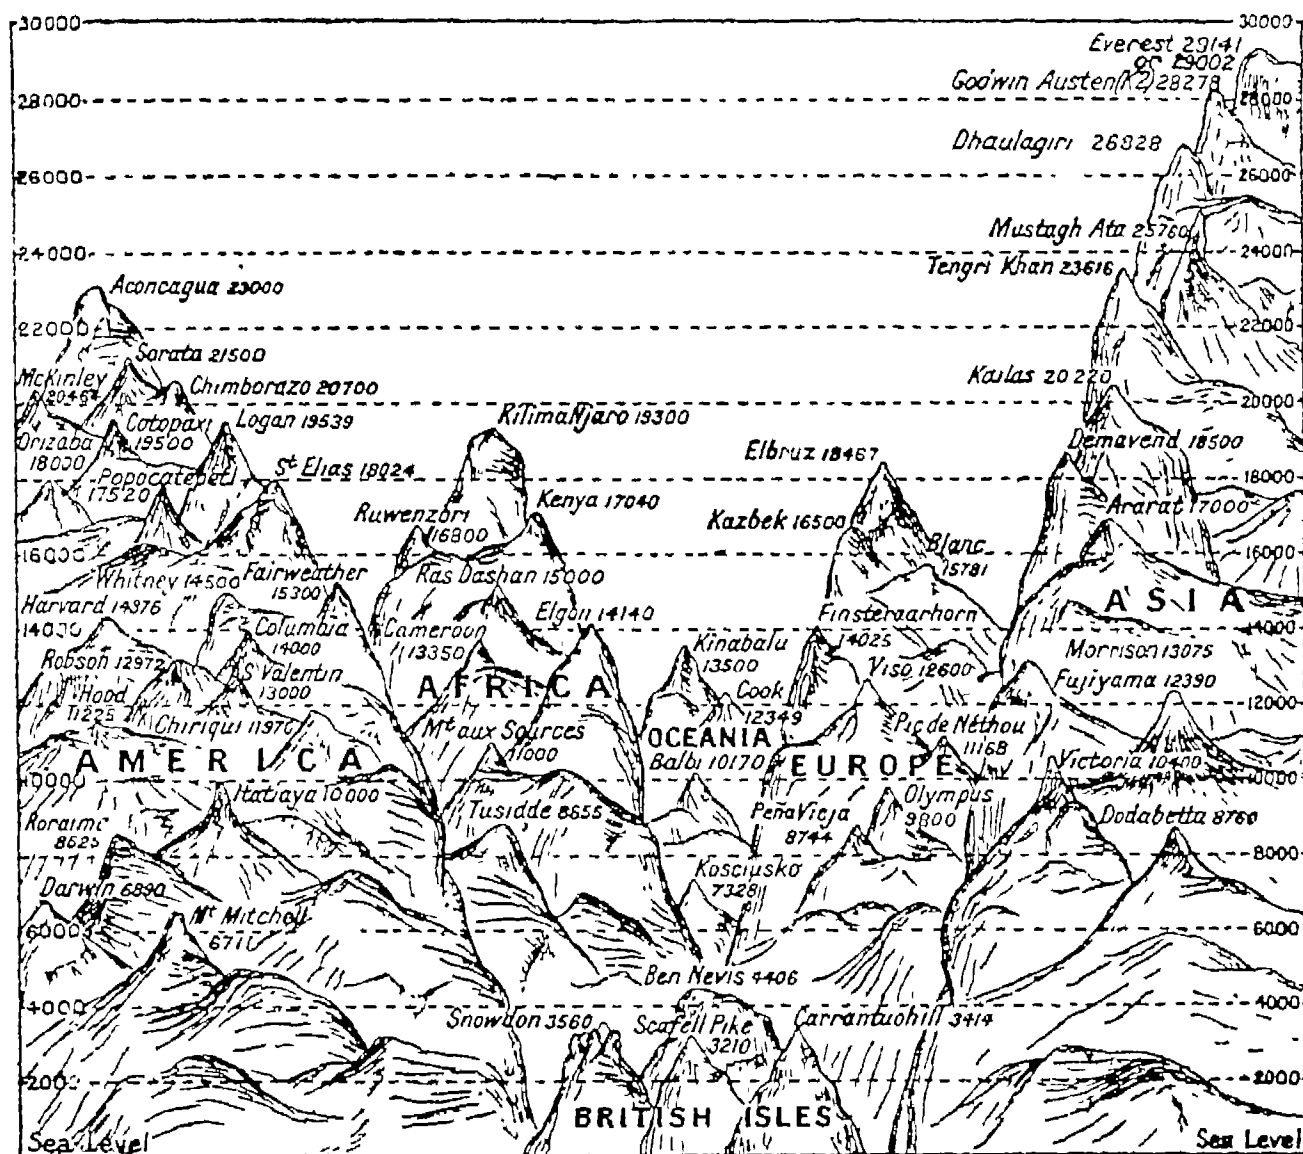 30000
30000
Everest 29141
or 29002
Godwin Austen (K2) 28278
28000
28000
Dhaulagiri 26828
26000
26000
Mustagh Ata 25760
24000
24000
Tengri Khan 23616
Aconcagua 23000
22000
22000
Sorata 21500
McKinley
20464
Chimborazo 20700
Kailas 20220
20000
Cotopaxi
19500
Logan 19539
KiLimaNjaro 19300
Orizaba
18000
Demavend 18500
Elbruz 18467
Popocatepetl
17520
St Elias 18024
18000
Ruwenzori
16800
Kenya 17040
Kazbek 16500
Ararat 17000
16000
16000
Blanc
15781
Whitney 14500
Fairweather
15300
Ras Dashan 15000
ASIA
Harvard 14376
14000
14000
Columbia
14000
Elgon 14140
Cameroon
13350
Kinabalu
13500
Finsteraarhorn
14025
Morrison 13075
Robson 12972
St Valentin
13000
AFRICA
Cook
12349
Viso 12600
Fujiyama 12390
12000
Hood
11225
Chiriqui 11970
Mt aux Sources
11000
Pic de Néthou
11168
OCEANIA
Balbi 10170
EUROPE
Victoria 10400
AMERICA
10000
10000
Itatiaya 10000
Tusidde 8655
Peña Vieja
8744
Olympus
9800
Dodabetta 8760
Roraima
8625
8000
Kosciusko
7328
Darwin 6890
Mt Mitchell
6711
6000
6000
Ben Nevis 4406
4000
4000
Snowdon 3560
Scafell Pike
3210
Carrantuohill 3414
2000
2000
BRITISH ISLES
Sea Level
Sea Level